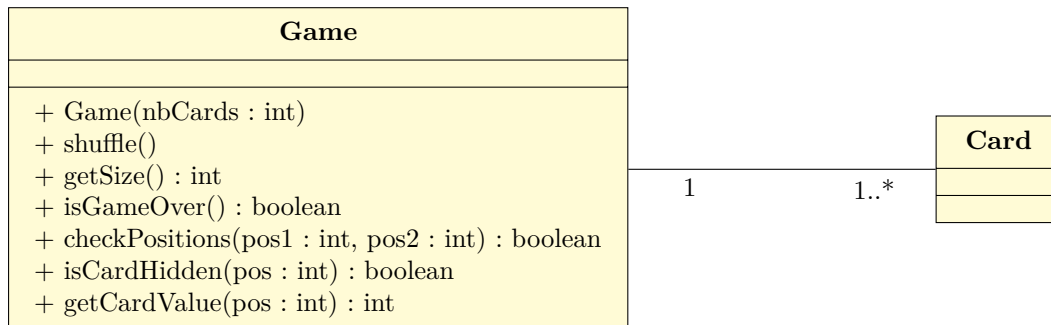 Game
+ Game(nbCards : int)
+ shuffle()
+ getSize() : int
+ isGameOver() : boolean
+ checkPositions(pos1 : int, pos2 : int) : boolean
+ isCardHidden(pos : int) : boolean
+ getCardValue(pos : int) : int
1
1..*
Card